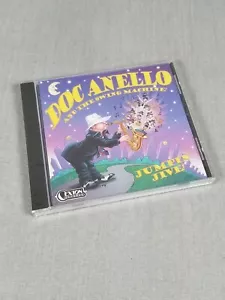 DOC ANELLO
AND THE SWING MACHINE
JUMPIN'
JIVE